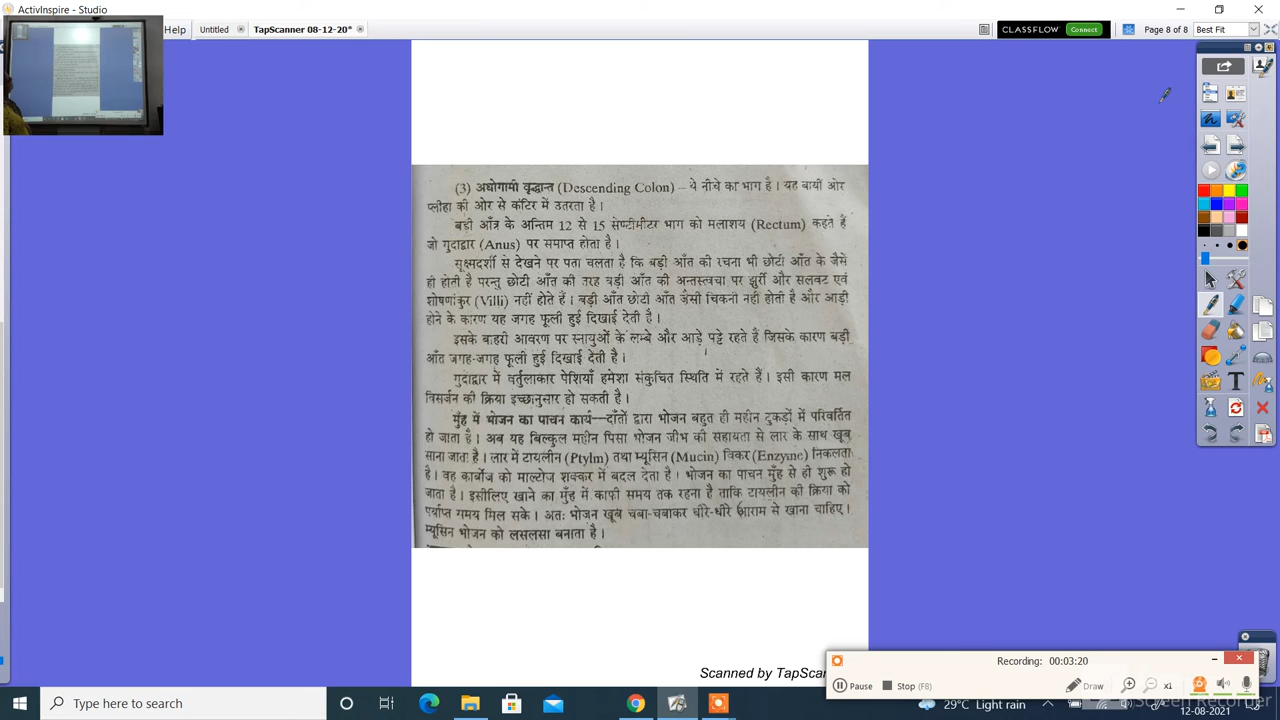 ActivInspire - Studio
Help
Untitled
TapScanner 08-12-20*
CLASSFLOW
Connect
Page 8 of 8
Best Fit
(3) अधोगामी वृद्धान्त (Descending Colon) – ये नीचे का भाग है। यह बायीं ओर
प्लीहा की ओर से कटिर में उतरता है।
बड़ी आँत्र के अन्तिम 12 से 15 सेण्टीमीटर भाग को मलाशय (Rectum) कहते हैं
जो गुदाद्वार (Anus) पर समाप्त होता है।
सूक्ष्मदर्शी से देखने पर पता चलता है कि बड़ी आँत की रचना भी छोटी आँत के जैसे
ही होती है परन्तु छोटी आँत की तरह बड़ी आँत की अन्तस्त्वचा पर झुर्री और सलवट एवं
शोषणांकुर (Villi) नहीं होते हैं। बड़ी आँत छोटी आँत जैसी चिकनी नहीं होती है और आड़ी
होने के कारण यह जगह फूली हुई दिखाई देती है।
इसके बाहरी आवरण पर स्नायुओं के लम्बे और आड़े पट्टे रहते है जिसके कारण बड़ी
आँत जगह-जगह फूली हुई दिखाई देती है।
गुदाद्वार में वर्तुलाकार पेशियाँ हमेशा संकुचित स्थिति में रहते हैं। इसी कारण मल
विसर्जन की क्रिया इच्छानुसार हो सकती है।
मुँह में भोजन का पाचन कार्य—दाँतों द्वारा भोजन बहुत ही महीन टुकड़ों में परिवर्तित
हो जाता है। अब यह बिल्कुल महीन पिसा भोजन जीभ की सहायता से लार के साथ खूब
साना जाता है। लार में टायलीन (Ptylm) तथा म्यूसिन (Mucin) विकर (Enzyme) निकलता
है। वह कार्बोज को माल्टोज शक्कर में बदल देता है। भोजन का पाचन मुँह से ही शुरू हो
जाता है। इसीलिए खाने का मुँह में काफी समय तक रहना है ताकि टायलीन की क्रिया को
पर्याप्त समय मिल सके। अतः भोजन खूब चबा-चबाकर धीरे-धीरे आराम से खाना चाहिए।
म्यूसिन भोजन को लसलसा बनाता है।
Scanned by TapScan
Recording: 00:03:20
Pause
Stop (F8)
x1
Draw
Screen Recorder
Type here to search
29°C Light rain
12-08-2021